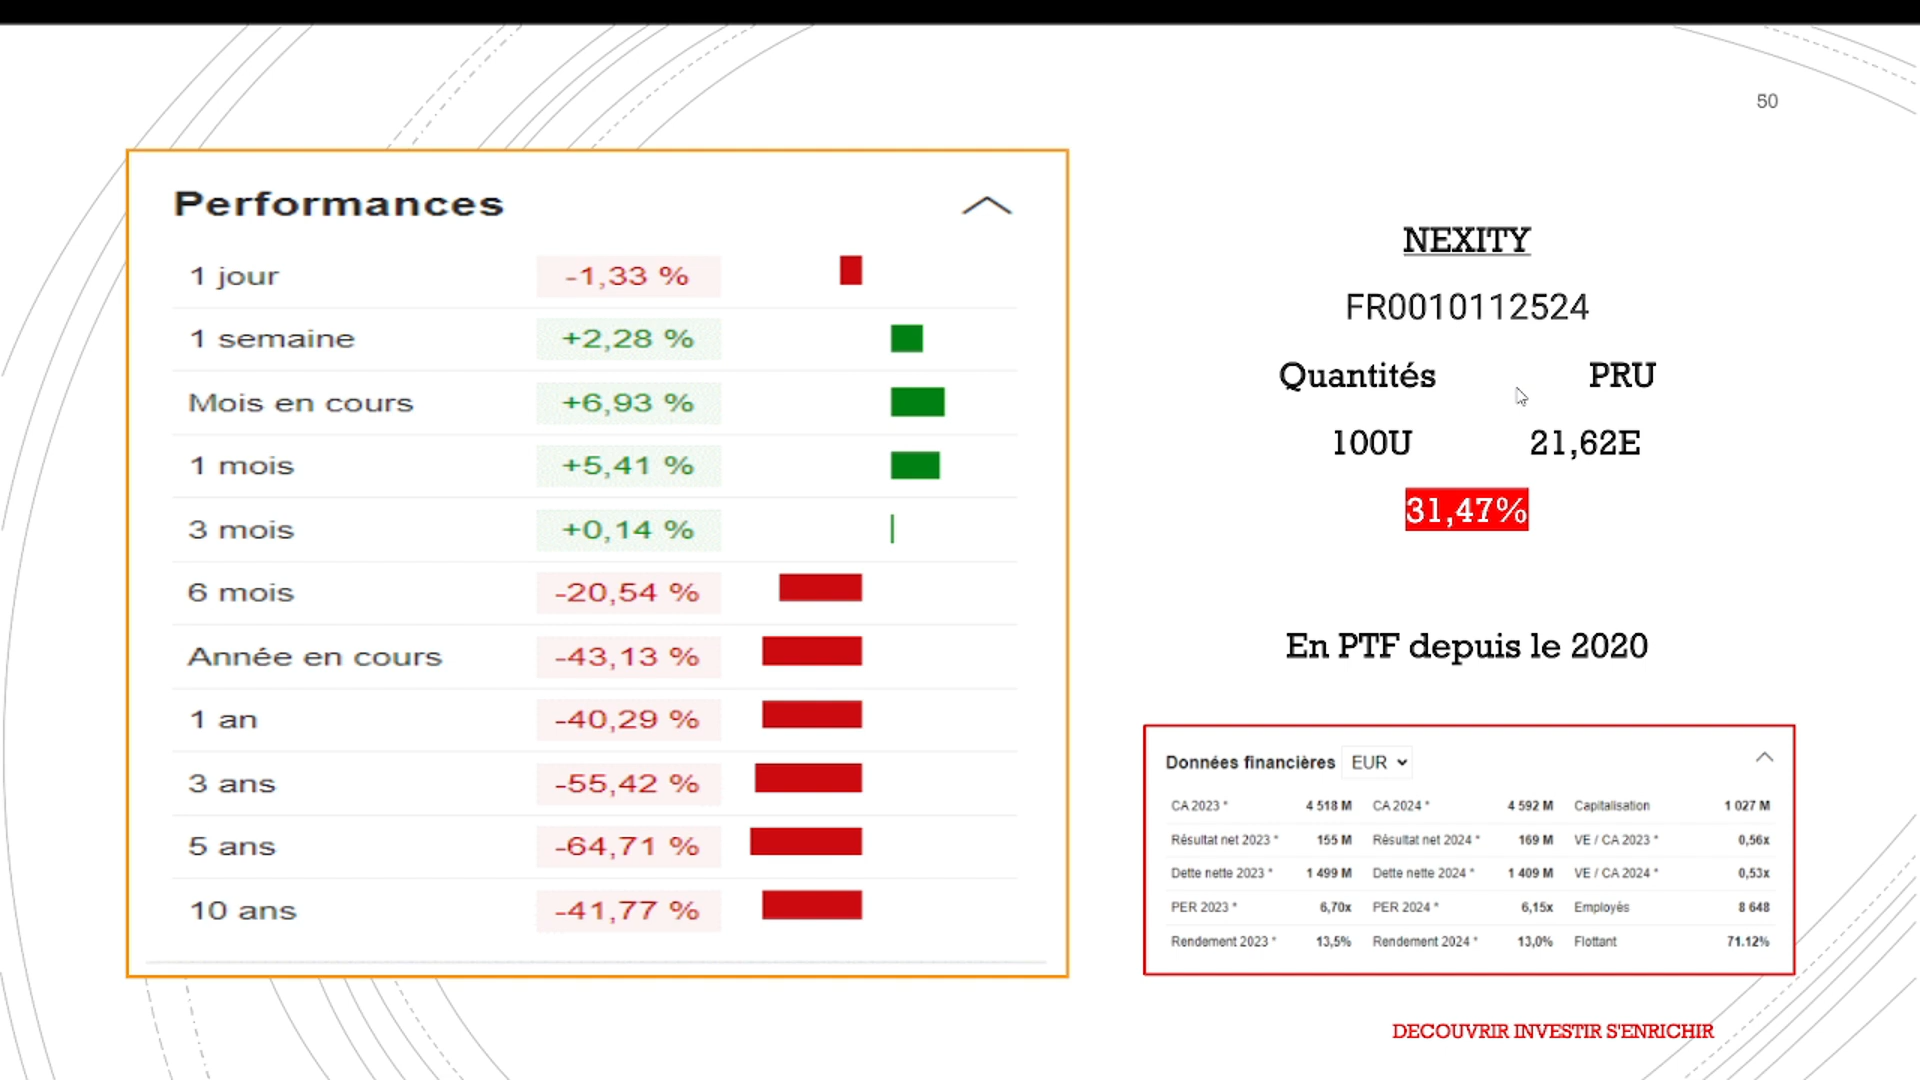 50
Performances
1 jour -1,33 %
1 semaine +2,28 %
Mois en cours +6,93 %
1 mois +5,41 %
3 mois +0,14 %
6 mois -20,54 %
Année en cours -43,13 %
1 an -40,29 %
3 ans -55,42 %
5 ans -64,71 %
10 ans -41,77 %
NEXITY
FR0010112524
Quantités PRU
100U 21,62E
31,47%
En PTF depuis le 2020
Données financières EUR
CA 2023 * 4 518 M CA 2024 * 4 592 M Capitalisation 1 027 M
Résultat net 2023 * 155 M Résultat net 2024 * 169 M VE / CA 2023 * 0,56x
Dette nette 2023 * 1 499 M Dette nette 2024 * 1 409 M VE / CA 2024 * 0,53x
PER 2023 * 6,70x PER 2024 * 6,15x Employés 8 648
Rendement 2023 * 13,5% Rendement 2024 * 13,0% Flottant 71.12%
DECOUVRIR INVESTIR S'ENRICHIR